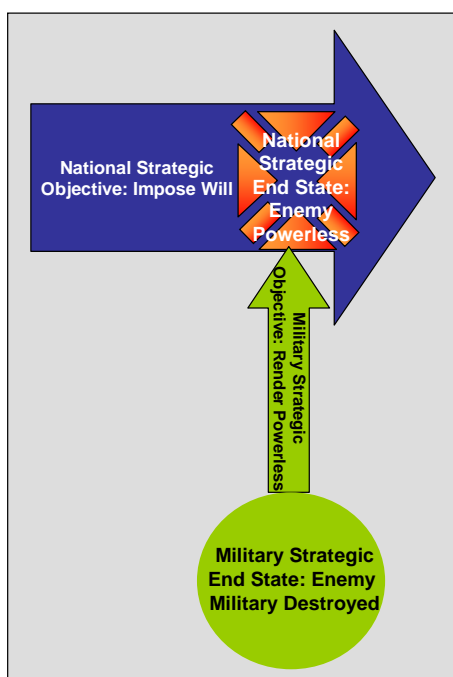 National Strategic
Objective: Impose Will
National
Strategic
End State:
Enemy
Powerless
Military Strategic
Objective: Render Powerless
Military Strategic
End State: Enemy
Military Destroyed